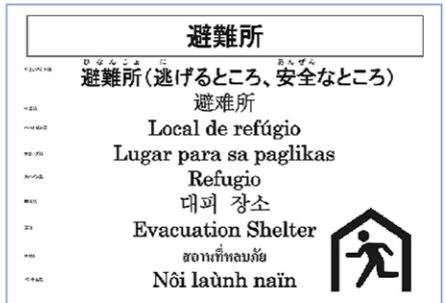 避難所
ひなんじょ に あんぜん
避難所(逃げるところ、安全なところ)
避难所
Local de refúgio
Lugar para sa paglikas
Refugio
대피 장소
Evacuation Shelter
สถานที่หลบภัย
Nôi laùnh naïn